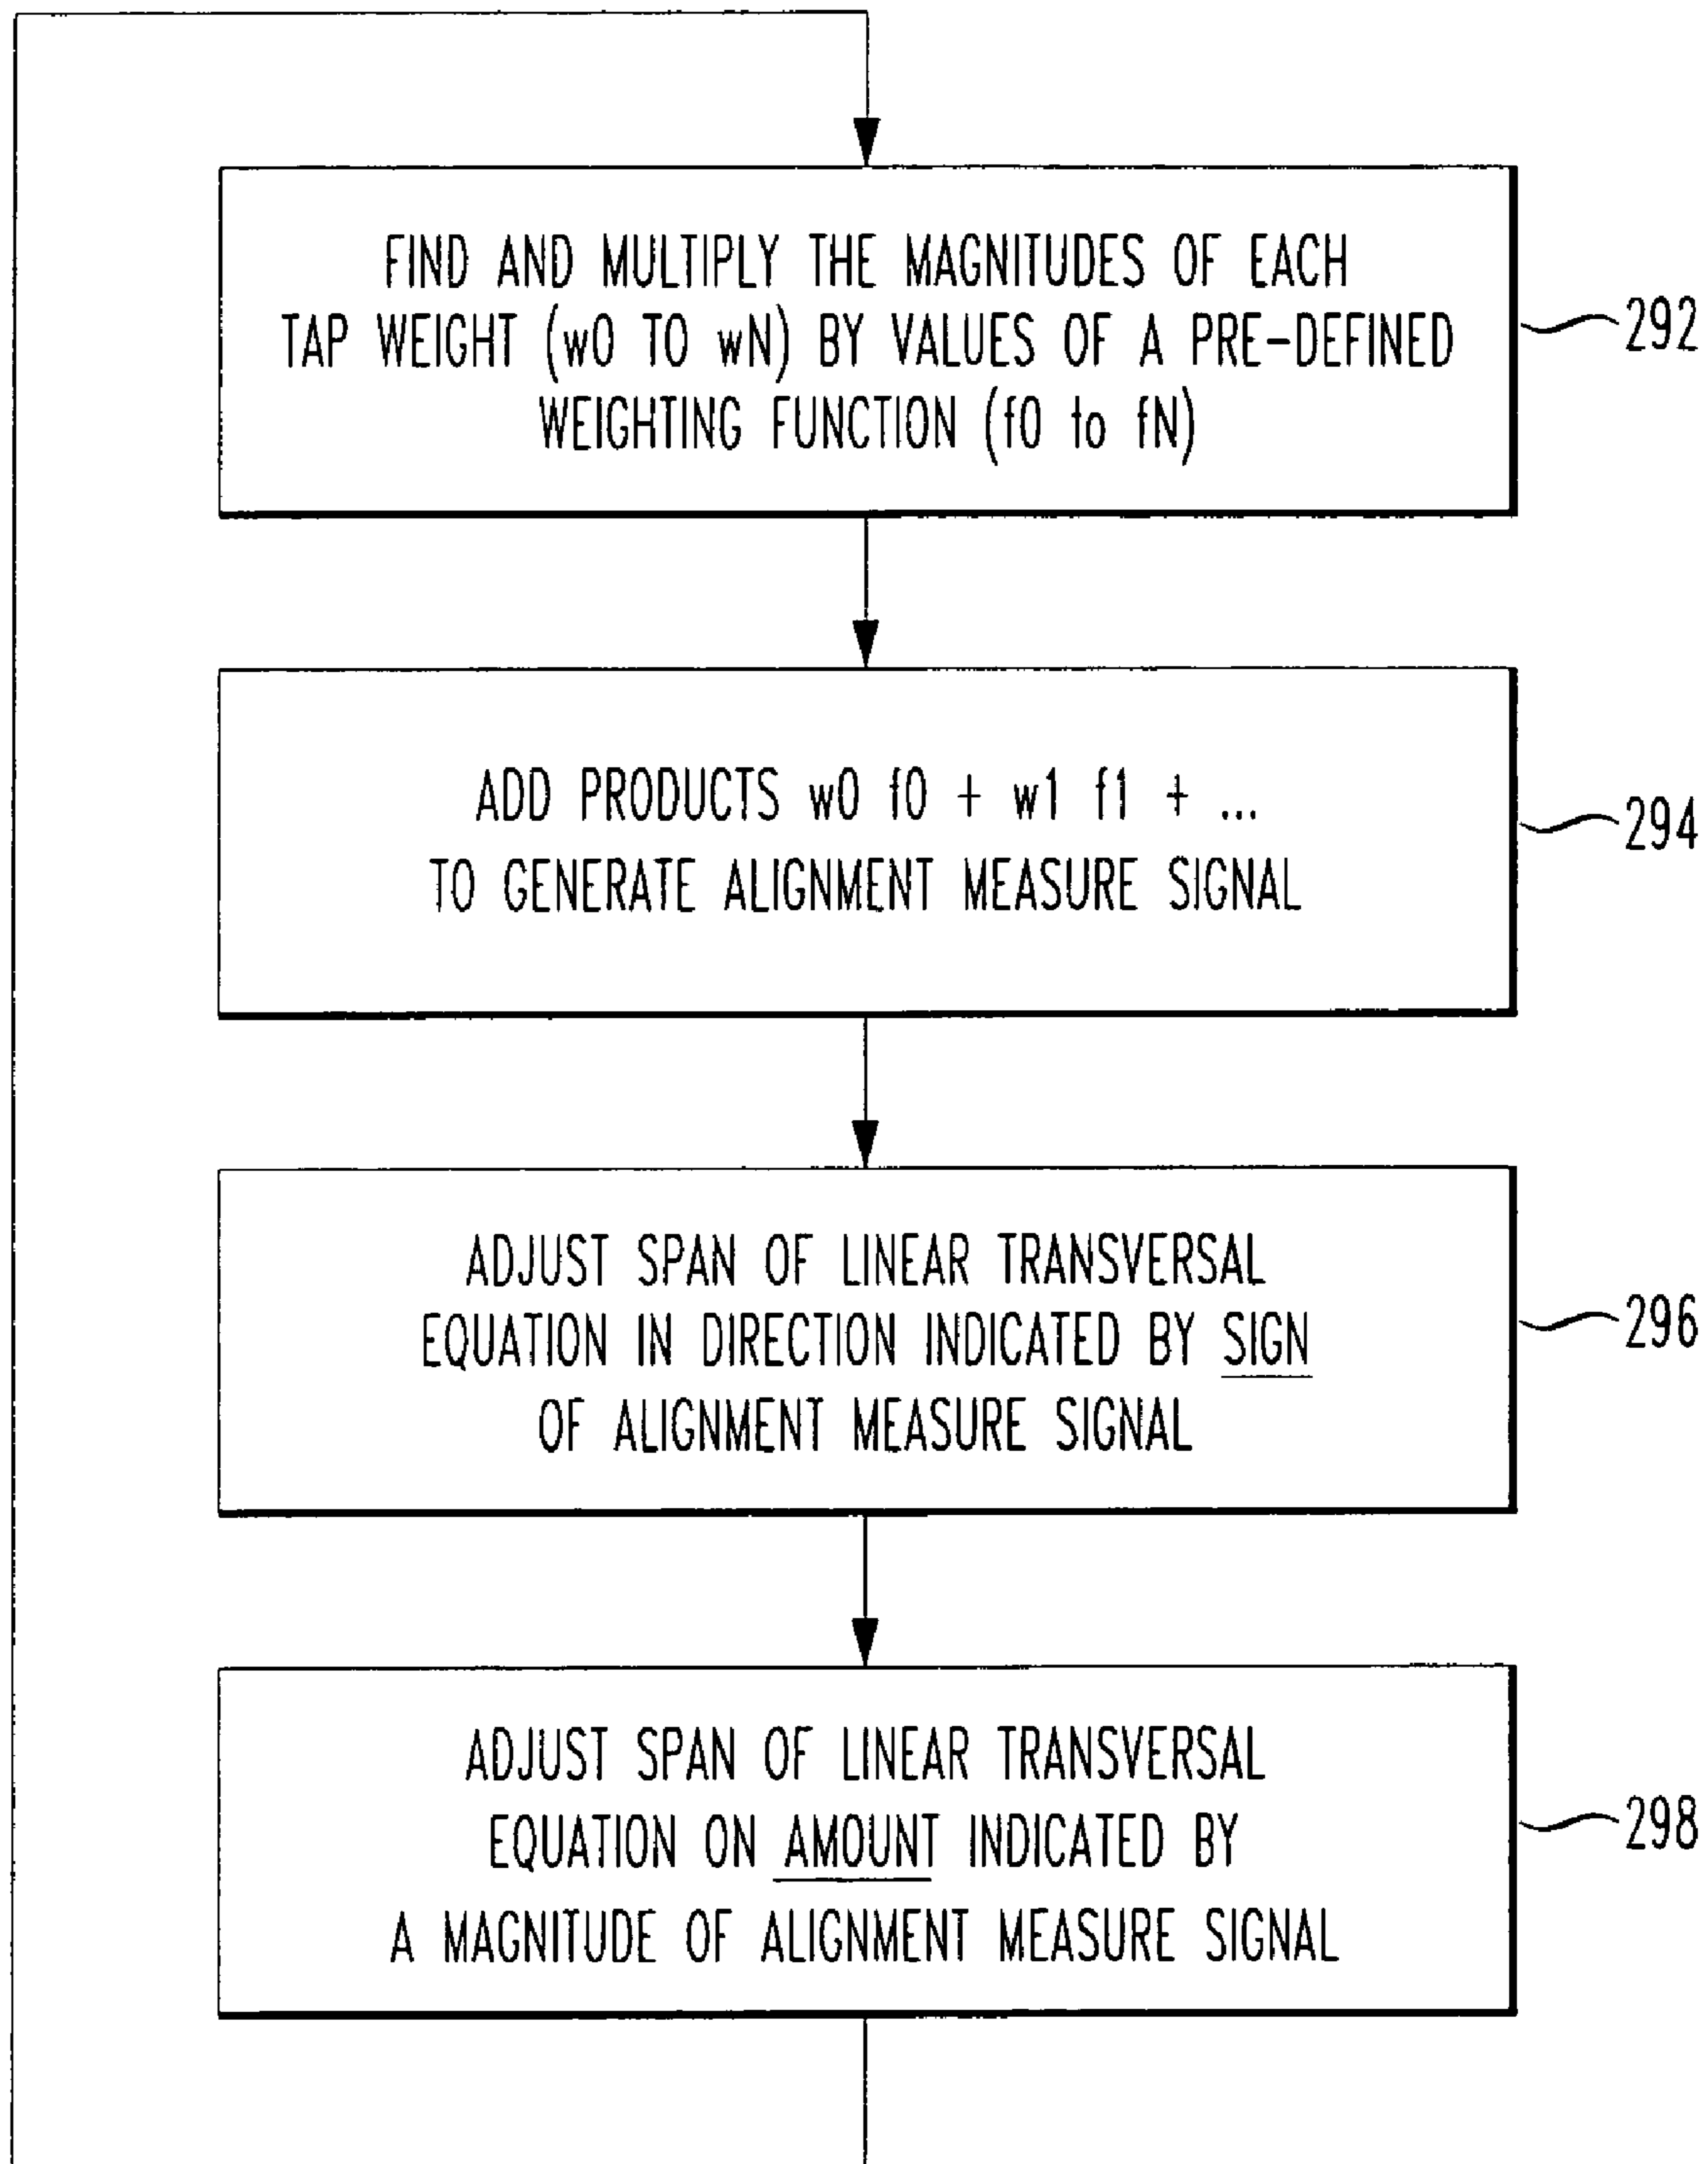 FIND AND MULTIPLY THE MAGNITUDES OF EACH
TAP WEIGHT (w0 TO wN) BY VALUES OF A PRE-DEFINED
WEIGHTING FUNCTION (f0 to fN)
292
ADD PRODUCTS w0 f0 + w1 f1 + ...
TO GENERATE ALIGNMENT MEASURE SIGNAL
294
ADJUST SPAN OF LINEAR TRANSVERSAL
EQUATION IN DIRECTION INDICATED BY SIGN
OF ALIGNMENT MEASURE SIGNAL
296
ADJUST SPAN OF LINEAR TRANSVERSAL
EQUATION ON AMOUNT INDICATED BY
A MAGNITUDE OF ALIGNMENT MEASURE SIGNAL
298